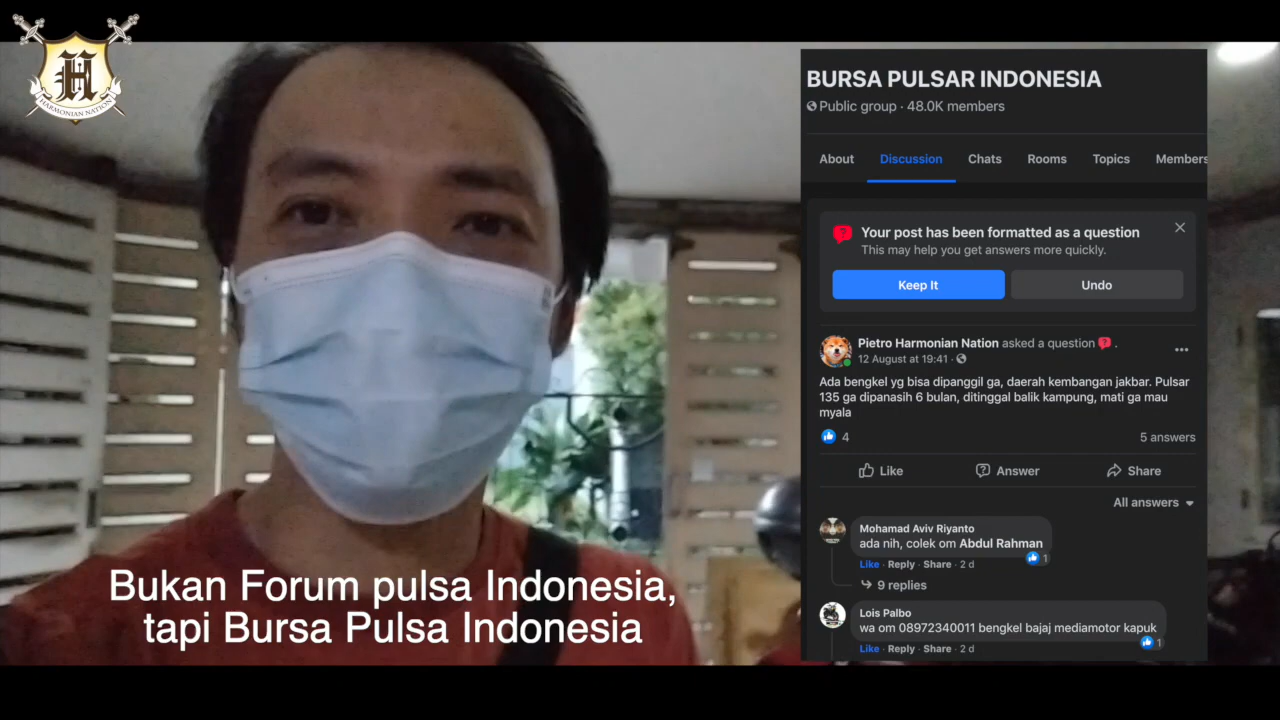 H
HARMONIAN NATION
BURSA PULSAR INDONESIA
Public group · 48.0K members
About Discussion Chats Rooms Topics Members
Your post has been formatted as a question
This may help you get answers more quickly.
Keep It Undo
Pietro Harmonian Nation asked a question .
12 August at 19:41 ·
Ada bengkel yg bisa dipanggil ga, daerah kembangan jakbar. Pulsar
135 ga dipanasih 6 bulan, ditinggal balik kampung, mati ga mau
myala
4 5 answers
Like Answer Share
All answers
Mohamad Aviv Riyanto
ada nih, colek om Abdul Rahman
1
Like · Reply · Share · 2 d
9 replies
Lois Palbo
wa om 08972340011 bengkel bajaj mediamotor kapuk
1
Like · Reply · Share · 2 d
Bukan Forum pulsa Indonesia,
tapi Bursa Pulsa Indonesia